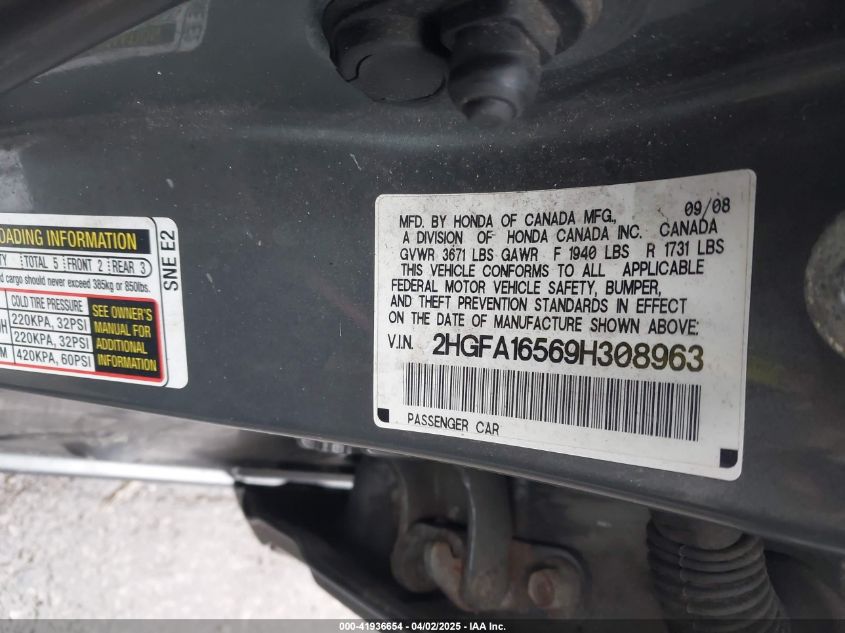 OADING INFORMATION
TY TOTAL 5 FRONT 2 REAR 3
d cargo should never exceed 385kg or 850lbs.
COLD TIRE PRESSURE
220KPA, 32PSI
220KPA, 32PSI
420KPA, 60PSI
SEE OWNER'S
MANUAL FOR
ADDITIONAL
INFORMATION
SNE E2
09/08
MFD. BY HONDA OF CANADA MFG.,
A DIVISION OF HONDA CANADA INC. CANADA
GVWR 3671 LBS GAWR F 1940 LBS R 1731 LBS
THIS VEHICLE CONFORMS TO ALL APPLICABLE
FEDERAL MOTOR VEHICLE SAFETY, BUMPER,
AND THEFT PREVENTION STANDARDS IN EFFECT
ON THE DATE OF MANUFACTURE SHOWN ABOVE:
V.I.N. 2HGFA16569H308963
PASSENGER CAR
000-41936654 - 04/02/2025 - IAA, Inc.